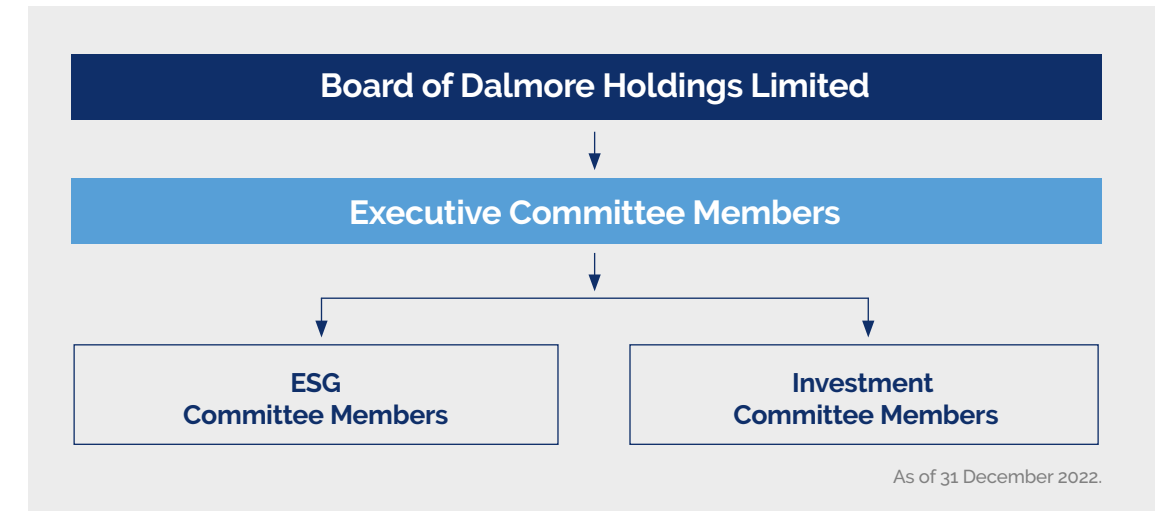 Board of Dalmore Holdings Limited
Executive Committee Members
ESG
Committee Members
Investment
Committee Members
As of 31 December 2022.